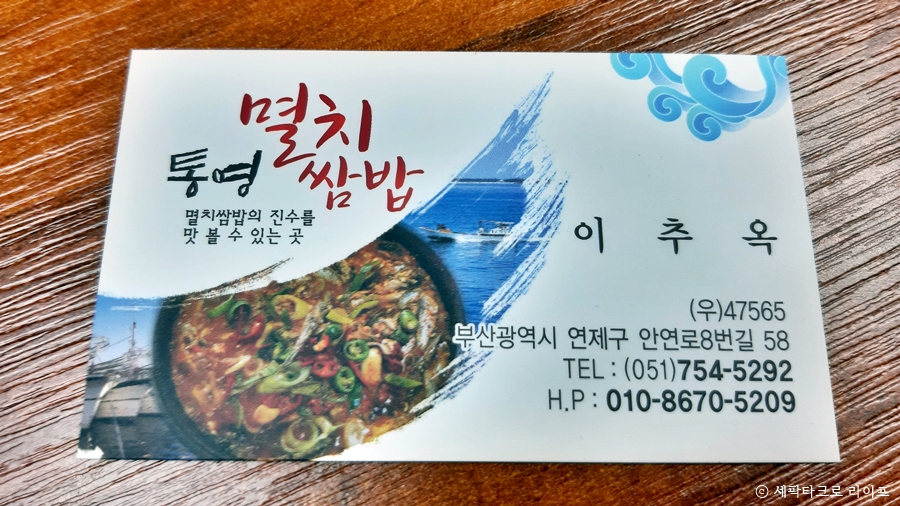 통영 멸치
쌈밥
멸치쌈밥의 진수를
맛 볼 수 있는 곳
이 추 옥
(우)47565
부산광역시 연제구 안연로8번길 58
TEL : (051)754-5292
H.P : 010-8670-5209
ⓒ 세팍타크로 라이프